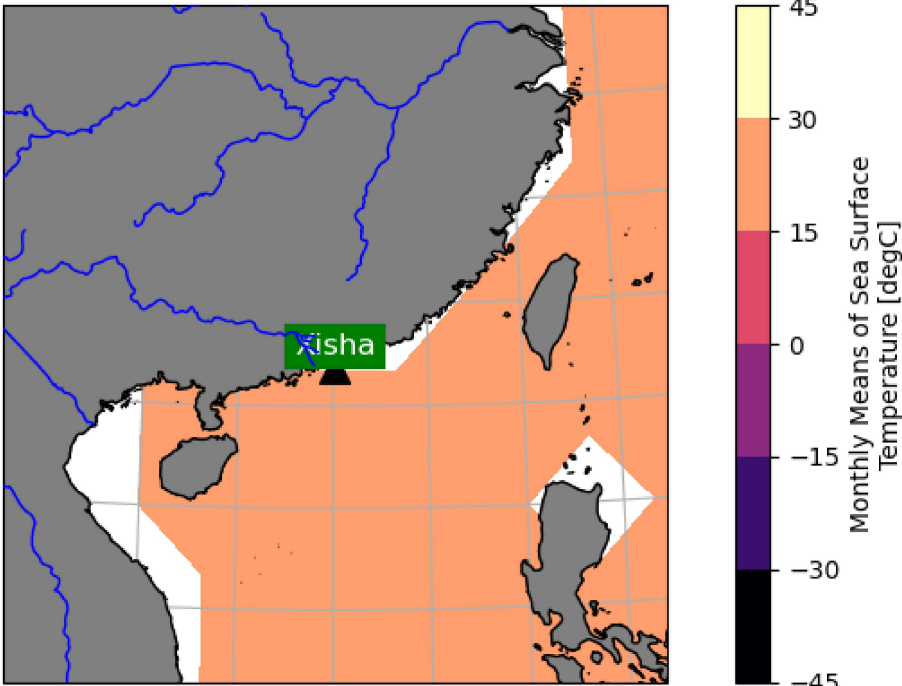 Xisha
45
30
15
0
−15
−30
−45
Monthly Means of Sea Surface
Temperature [degC]